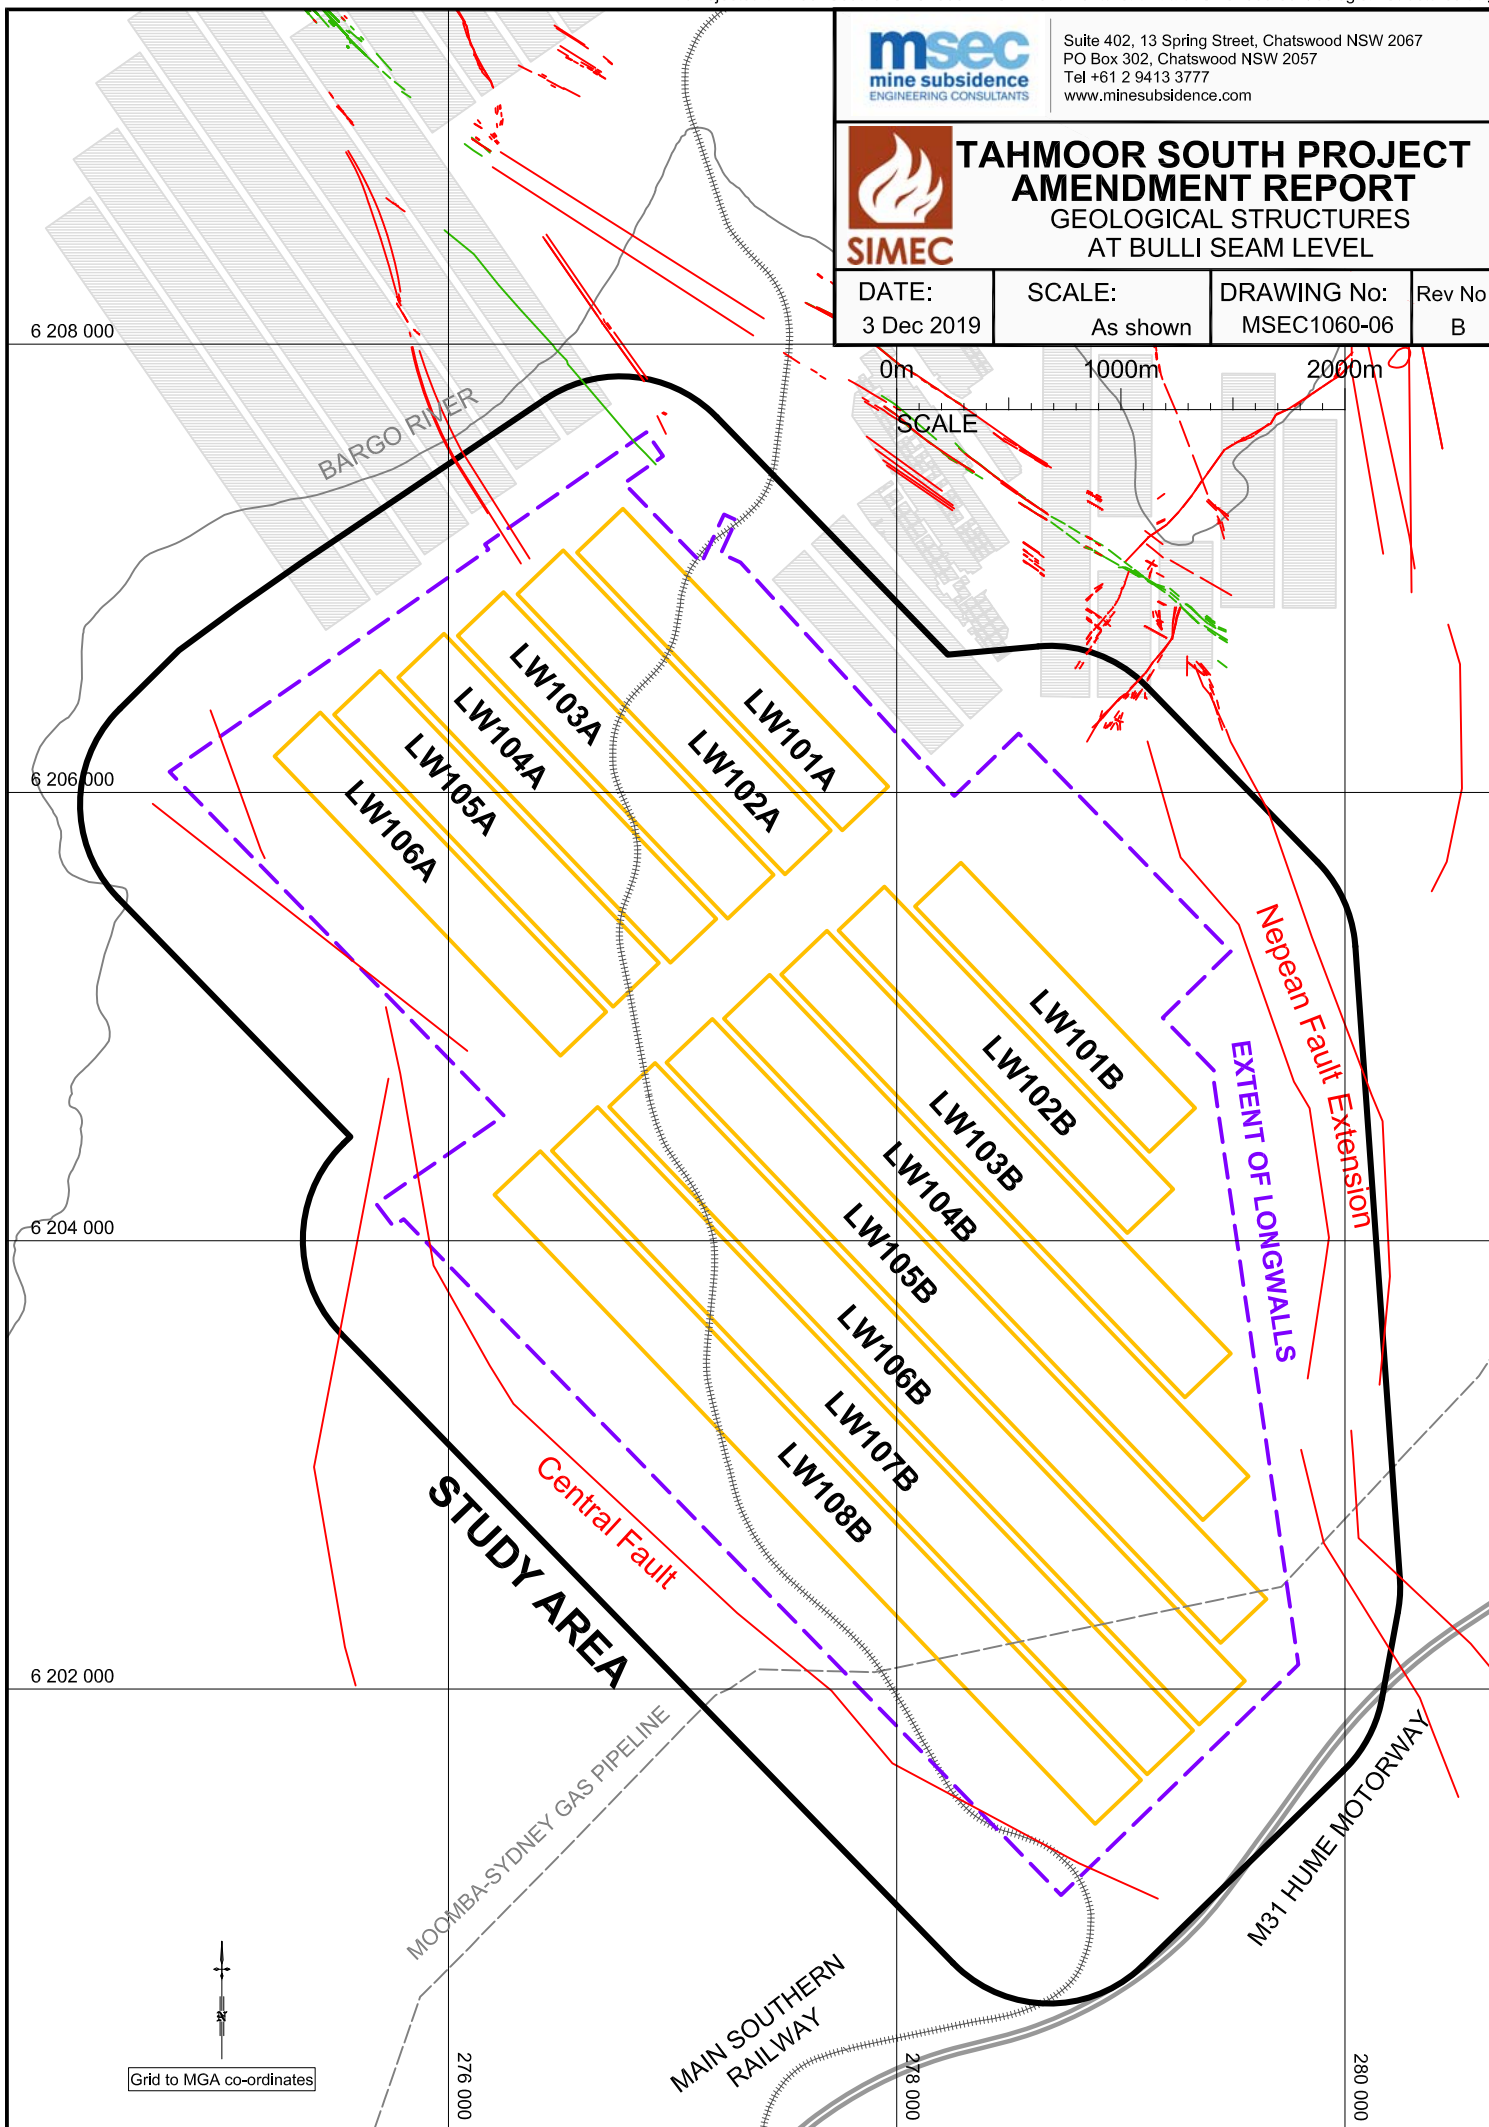 msec
mine subsidence
ENGINEERING CONSULTANTS
Suite 402, 13 Spring Street, Chatswood NSW 2067
PO Box 302, Chatswood NSW 2057
Tel +61 2 9413 3777
www.minesubsidence.com
SIMEC
TAHMOOR SOUTH PROJECT
AMENDMENT REPORT
GEOLOGICAL STRUCTURES
AT BULLI SEAM LEVEL
DATE:
3 Dec 2019
SCALE:
As shown
DRAWING No:
MSEC1060-06
Rev No
B
0m
1000m
2000m
SCALE
6 208 000
BARGO RIVER
6 206 000
LW101A
LW102A
LW103A
LW104A
LW105A
LW106A
LW101B
LW102B
LW103B
LW104B
LW105B
LW106B
LW107B
LW108B
Nepean Fault Extension
EXTENT OF LONGWALLS
6 204 000
Central Fault
STUDY AREA
6 202 000
MOOMBA-SYDNEY GAS PIPELINE
M31 HUME MOTORWAY
MAIN SOUTHERN
RAILWAY
N
Grid to MGA co-ordinates
276 000
278 000
280 000